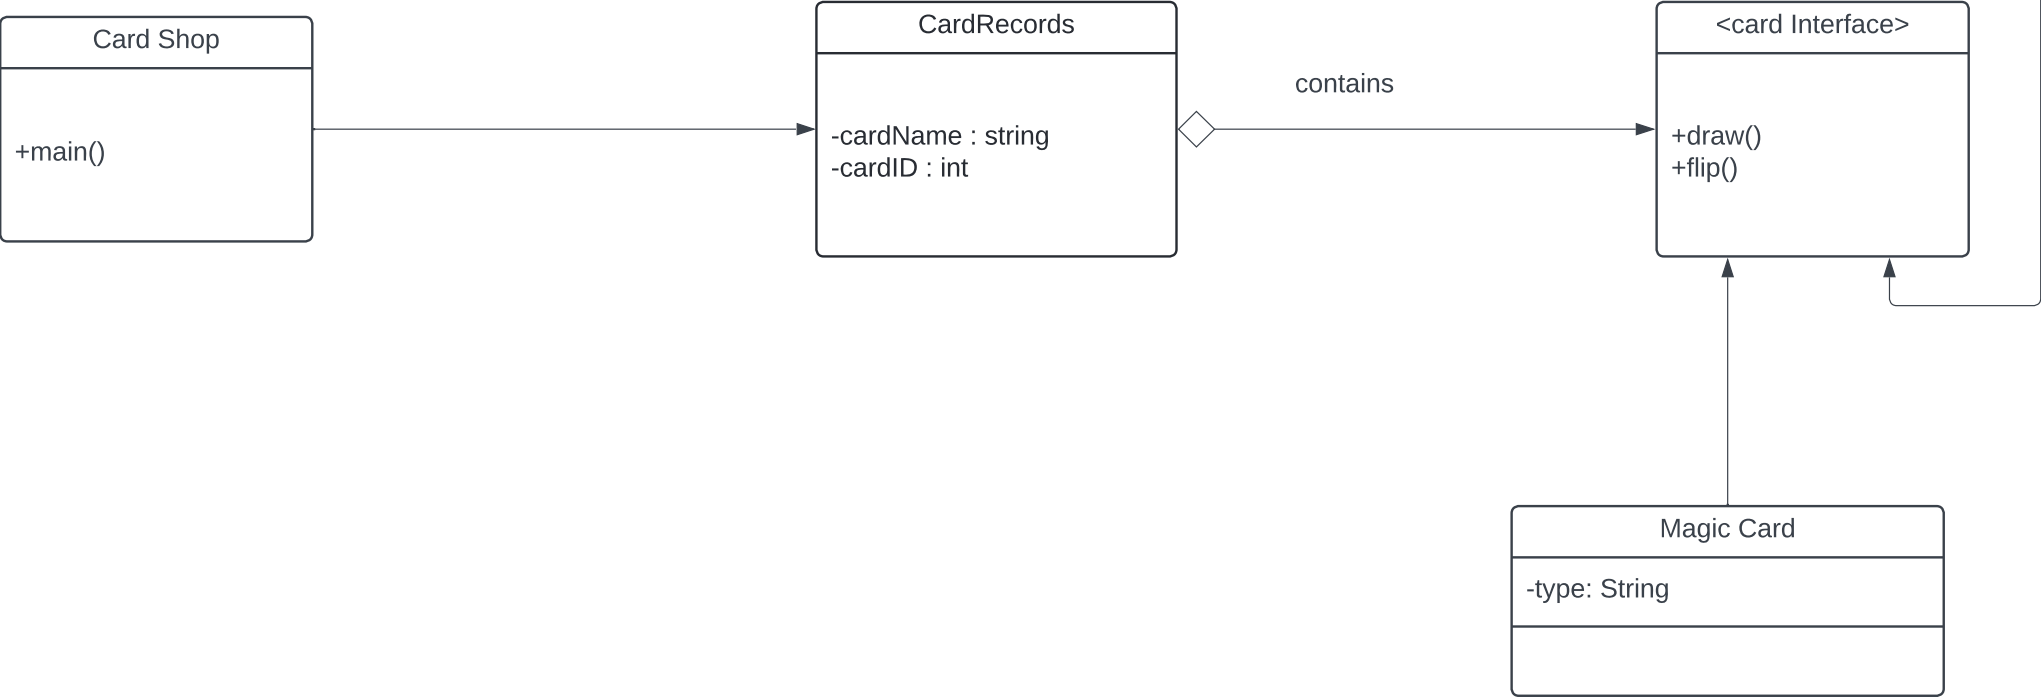 Card Shop
+main()
CardRecords
-cardName : string
-cardID : int
contains
<card Interface>
+draw()
+flip()
Magic Card
-type: String